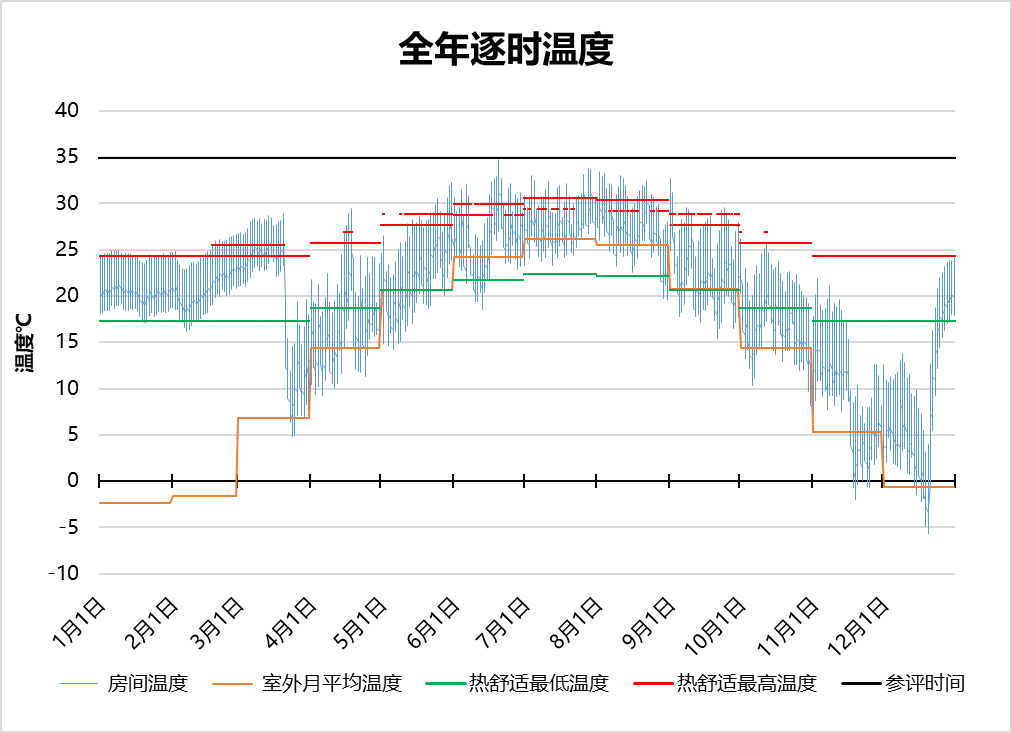 全年逐时温度
温度℃
40
35
30
25
20
15
10
5
0
-5
-10
1月1日
2月1日
3月1日
4月1日
5月1日
6月1日
7月1日
8月1日
9月1日
10月1日
11月1日
12月1日
房间温度
室外月平均温度
热舒适最低温度
热舒适最高温度
参评时间